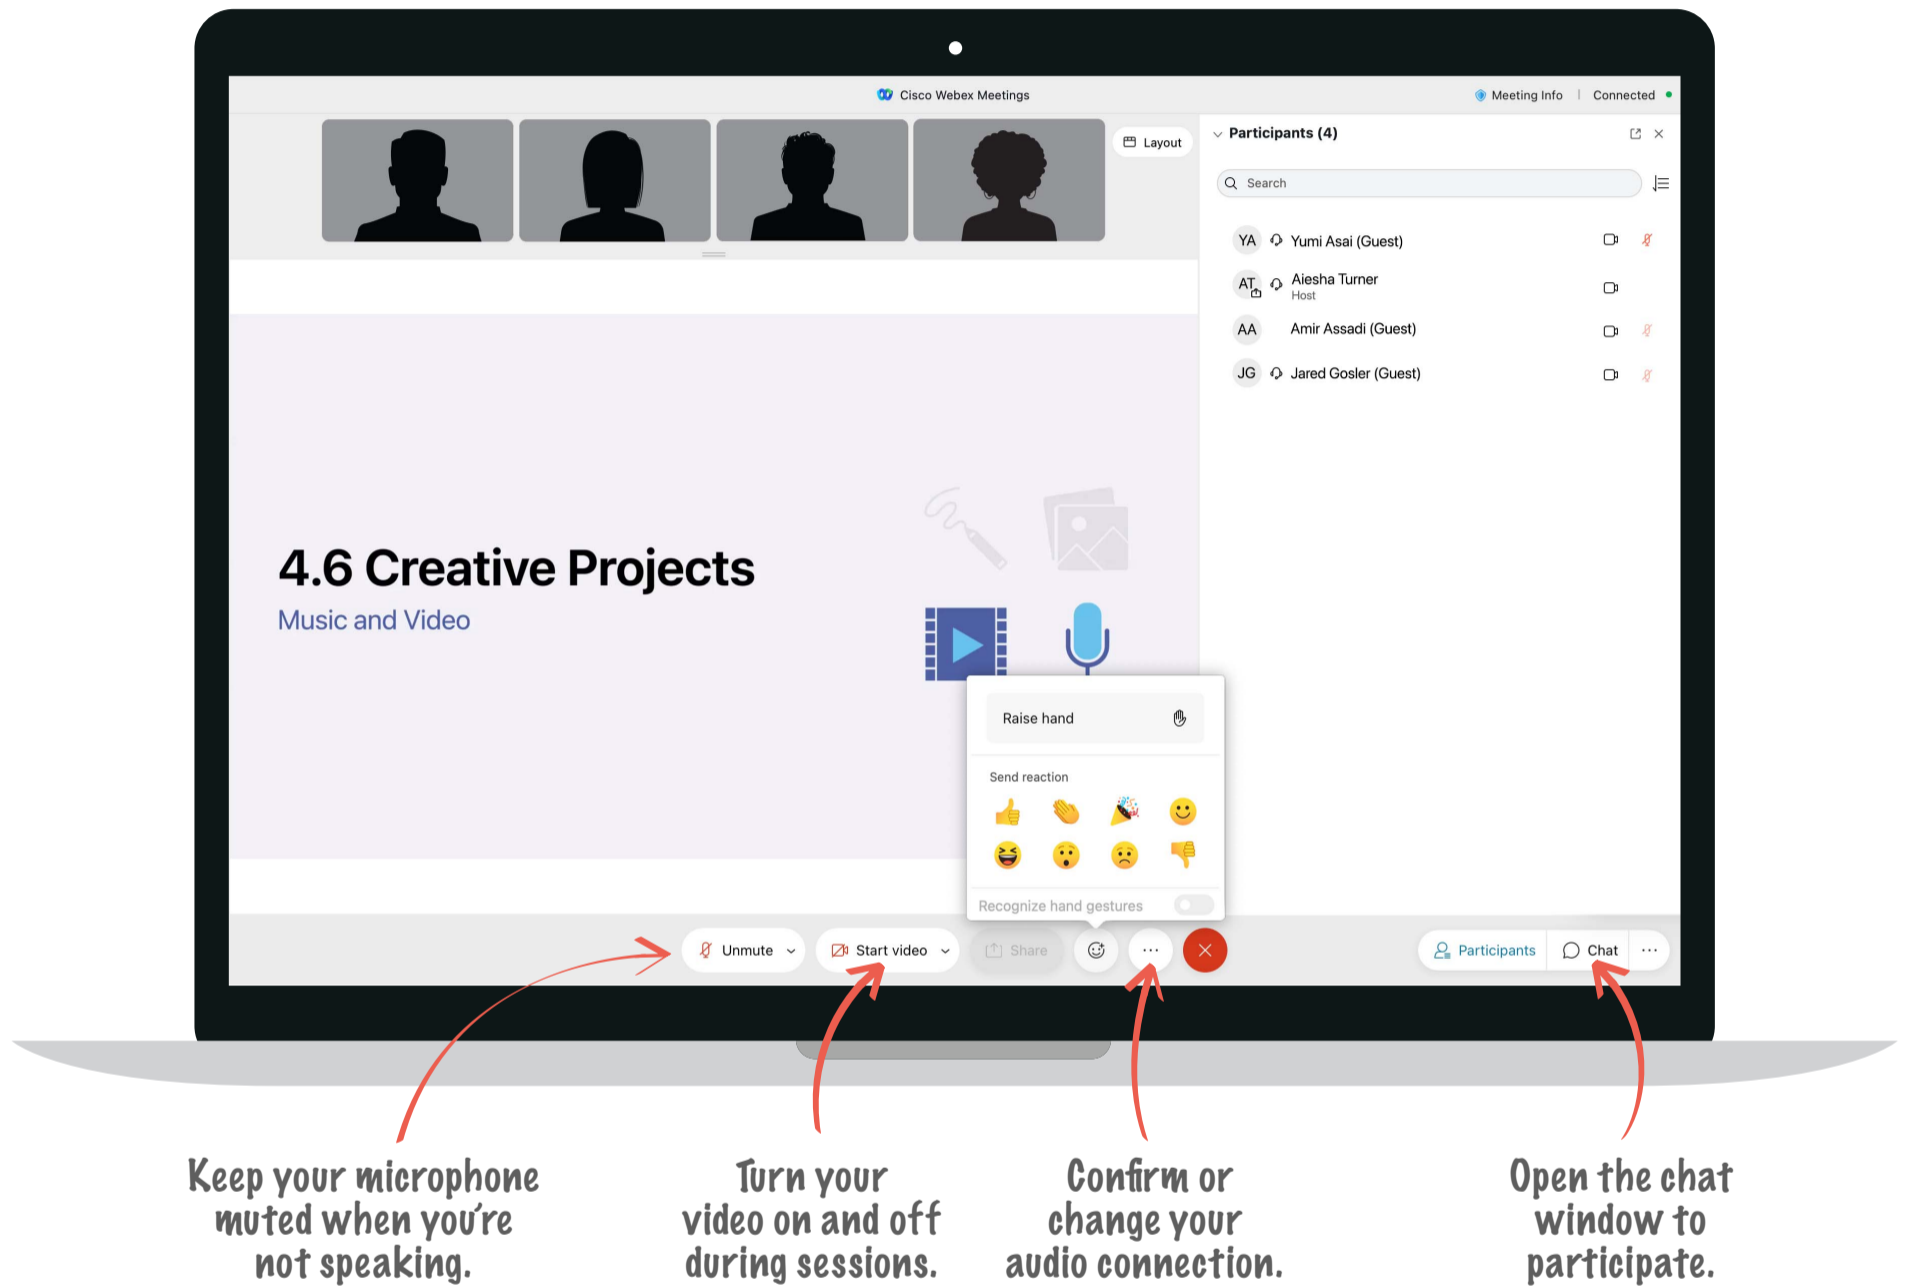 Cisco Webex Meetings
Meeting Info
Connected
Layout
Participants (4)
Search
YA
Yumi Asai (Guest)
AT
Aiesha Turner
Host
AA
Amir Assadi (Guest)
JG
Jared Gosler (Guest)
4.6 Creative Projects
Music and Video
Raise hand
Send reaction
Recognize hand gestures
Unmute
Start video
Share
Participants
Chat
Keep your microphone
muted when you're
not speaking.
Turn your
video on and off
during sessions.
Confirm or
change your
audio connection.
Open the chat
window to
participate.